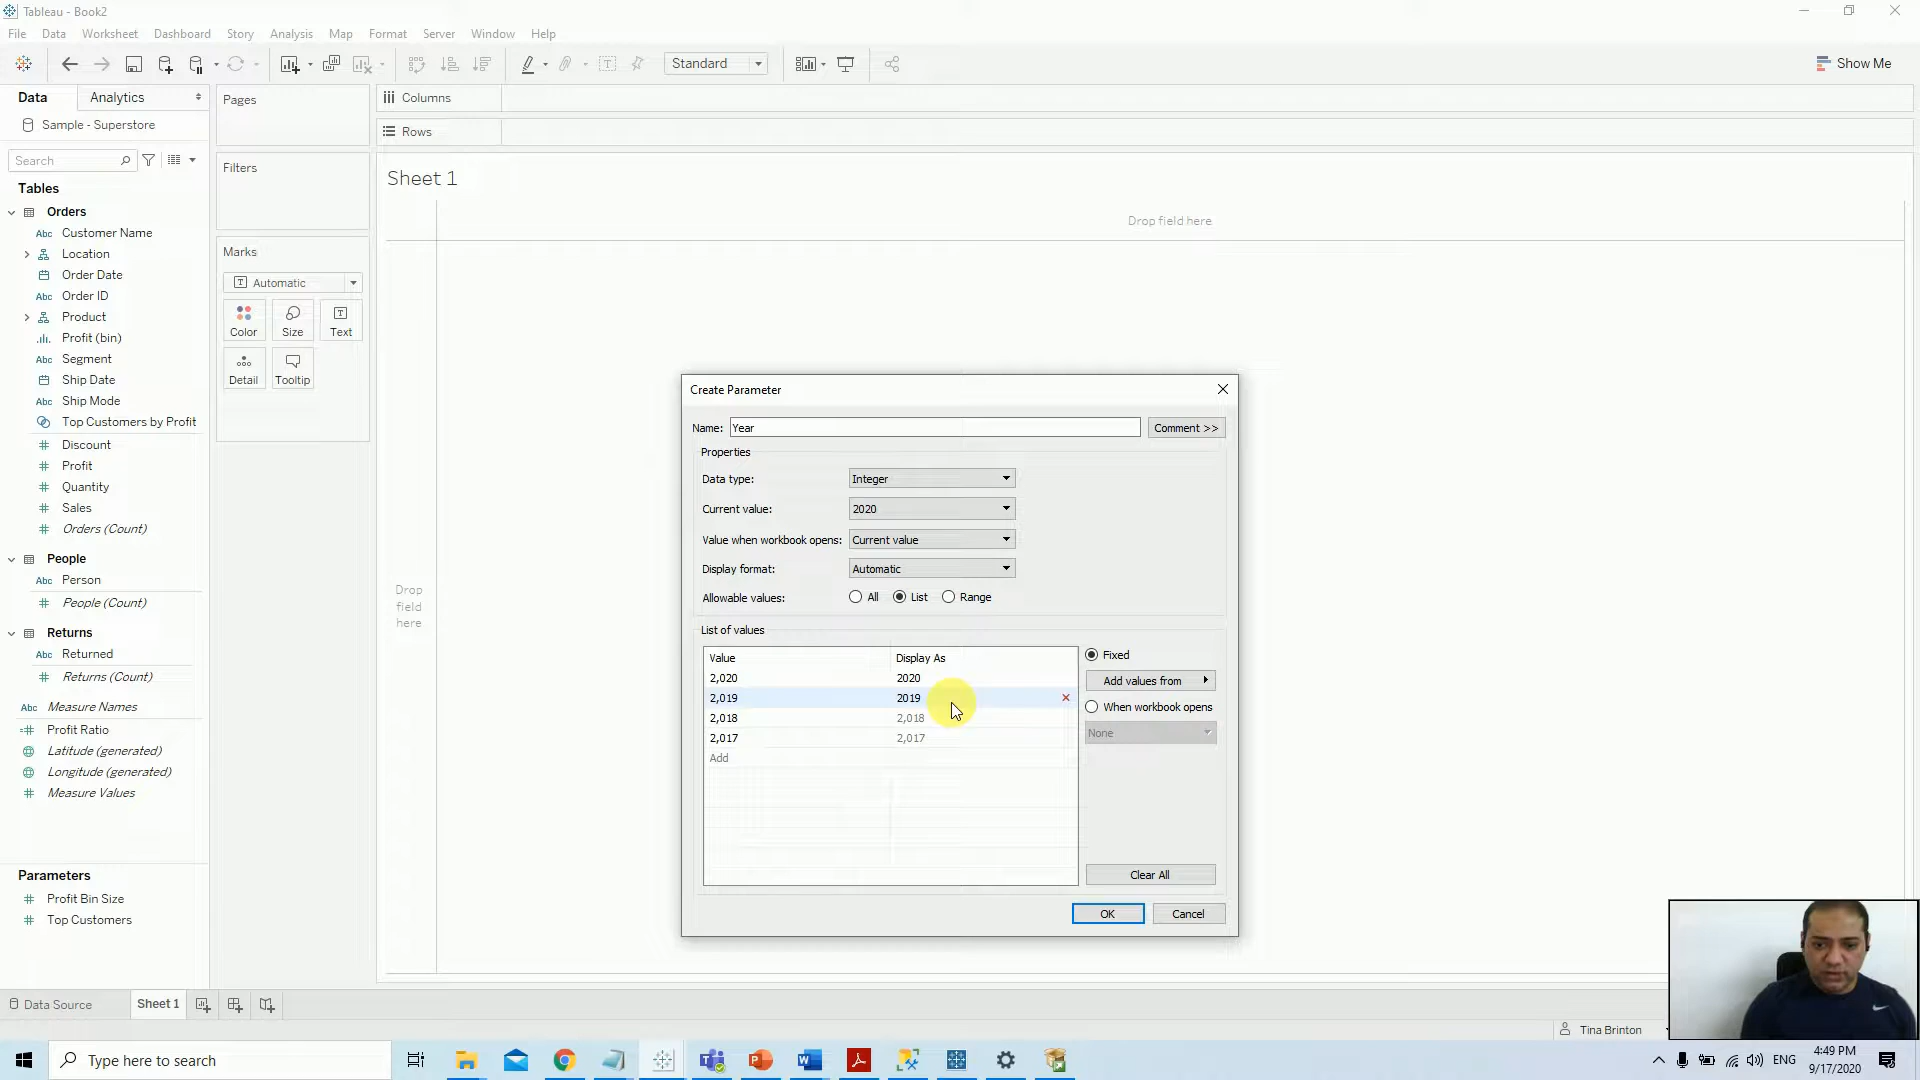 Tableau - Book2
File Data Worksheet Dashboard Story Analysis Map Format Server Window Help
Standard
Show Me
Data Analytics
Sample - Superstore
Search
Tables
Orders
Abc Customer Name
Location
Order Date
Abc Order ID
Product
Profit (bin)
Abc Segment
Ship Date
Abc Ship Mode
Top Customers by Profit
# Discount
# Profit
# Quantity
# Sales
# Orders (Count)
People
Abc Person
# People (Count)
Returns
Abc Returned
# Returns (Count)
Abc Measure Names
=# Profit Ratio
Latitude (generated)
Longitude (generated)
# Measure Values
Parameters
# Profit Bin Size
# Top Customers
Pages
Filters
Marks
Automatic
Color Size Text
Detail Tooltip
Columns
Rows
Sheet 1
Drop field here
Drop
field
here
Create Parameter
Name: Year Comment >>
Properties
Data type: Integer
Current value: 2020
Value when workbook opens: Current value
Display format: Automatic
Allowable values: All List Range
List of values
Value Display As
2,020 2020
2,019 2019
2,018 2,018
2,017 2,017
Add
Fixed
Add values from
When workbook opens
None
Clear All
OK Cancel
Data Source Sheet 1
Tina Brinton
Type here to search
ENG
4:49 PM
9/17/2020